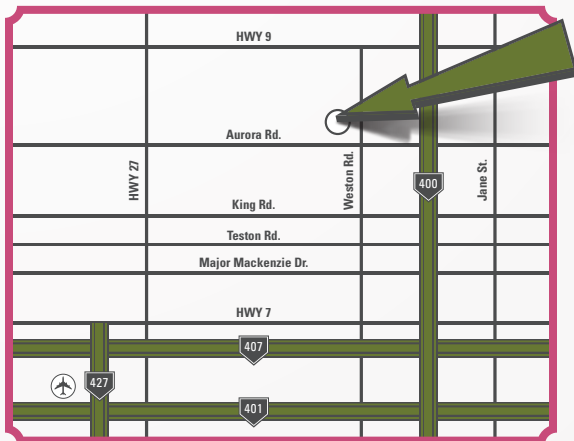 HWY 9
Aurora Rd.
HWY 27
Weston Rd.
Jane St.
400
King Rd.
Teston Rd.
Major Mackenzie Dr.
HWY 7
407
427
401